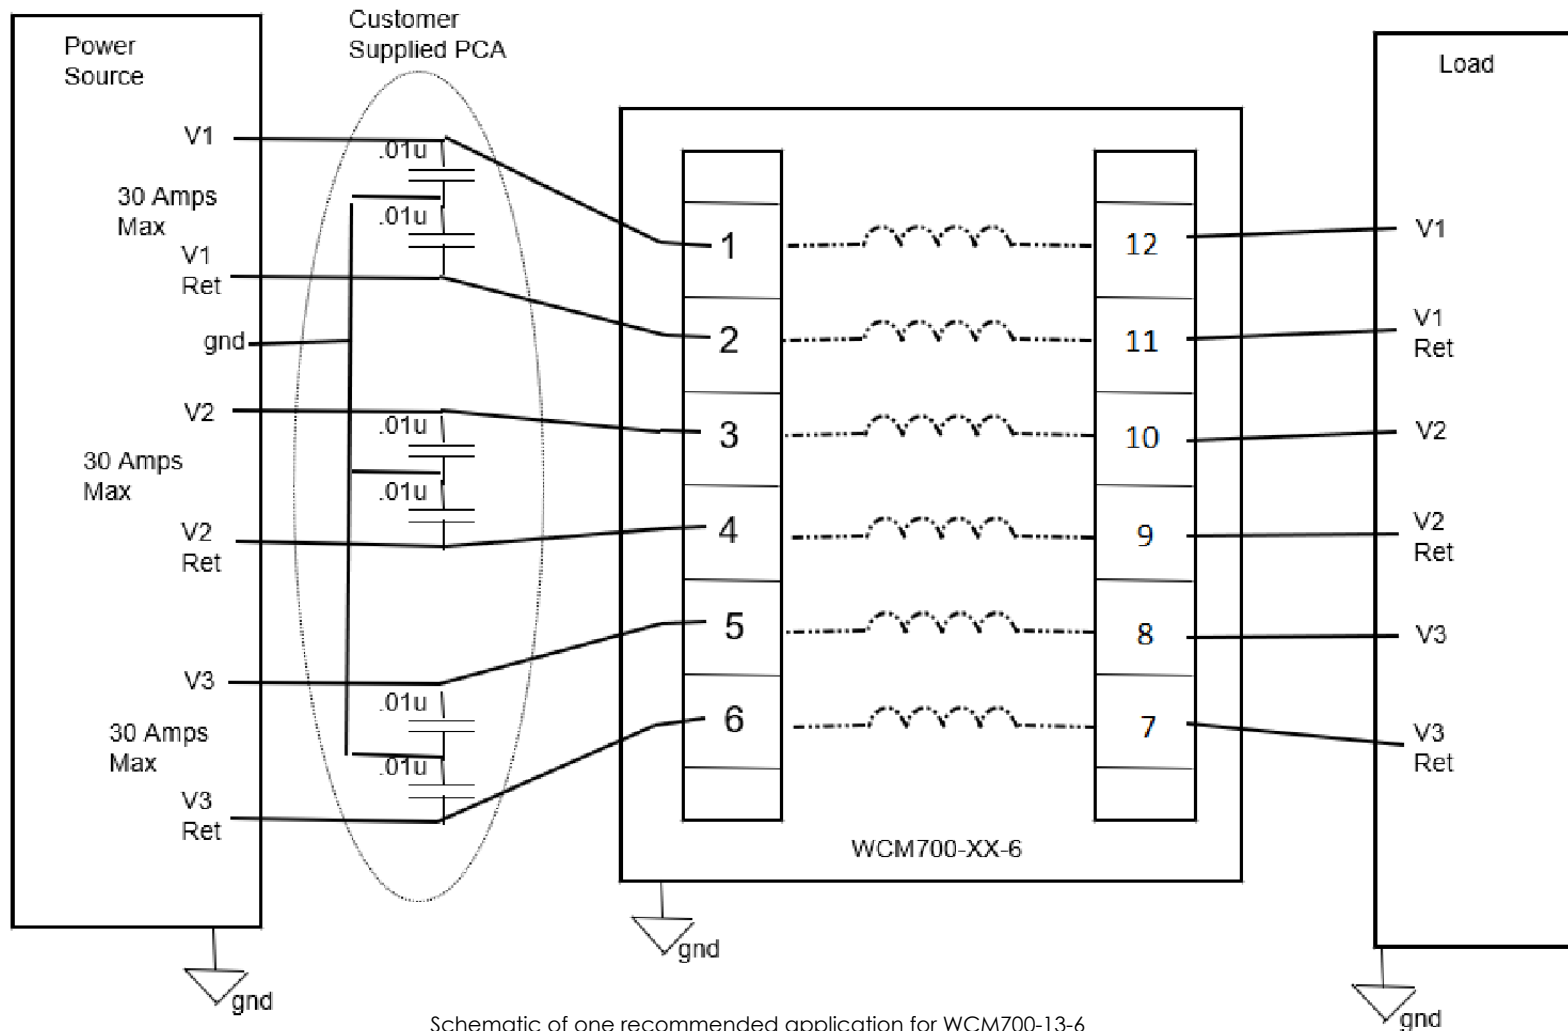 Power
Source
Customer
Supplied PCA
Load
V1
30 Amps
Max
V1
Ret
gnd
V2
30 Amps
Max
V2
Ret
V3
30 Amps
Max
V3
Ret
gnd
.01u
.01u
.01u
.01u
.01u
.01u
1
2
3
4
5
6
12
11
10
9
8
7
WCM700-XX-6
gnd
V1
V1
Ret
V2
V2
Ret
V3
V3
Ret
gnd
Schematic of one recommended application for WCM700-13-6